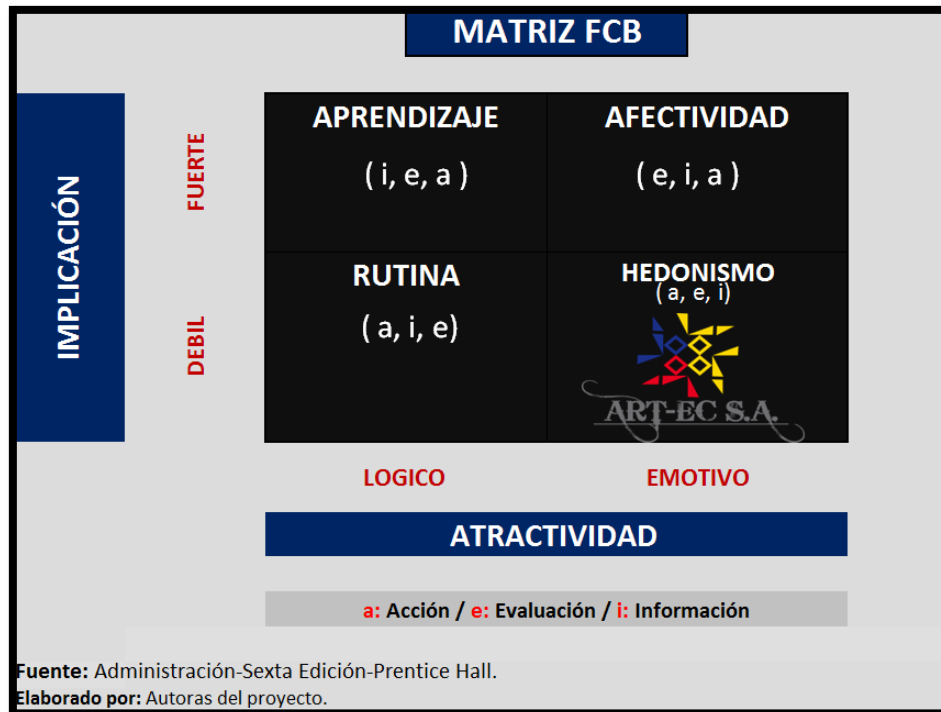 MATRIZ FCB
IMPLICACIÓN
FUERTE
DEBIL
APRENDIZAJE
( i, e, a )
AFECTIVIDAD
( e, i, a )
RUTINA
( a, i, e)
HEDONISMO
( a, e, i)
ART-EC S.A.
LOGICO
EMOTIVO
ATRACTIVIDAD
a: Acción / e: Evaluación / i: Información
Fuente: Administración-Sexta Edición-Prentice Hall.
Elaborado por: Autoras del proyecto.